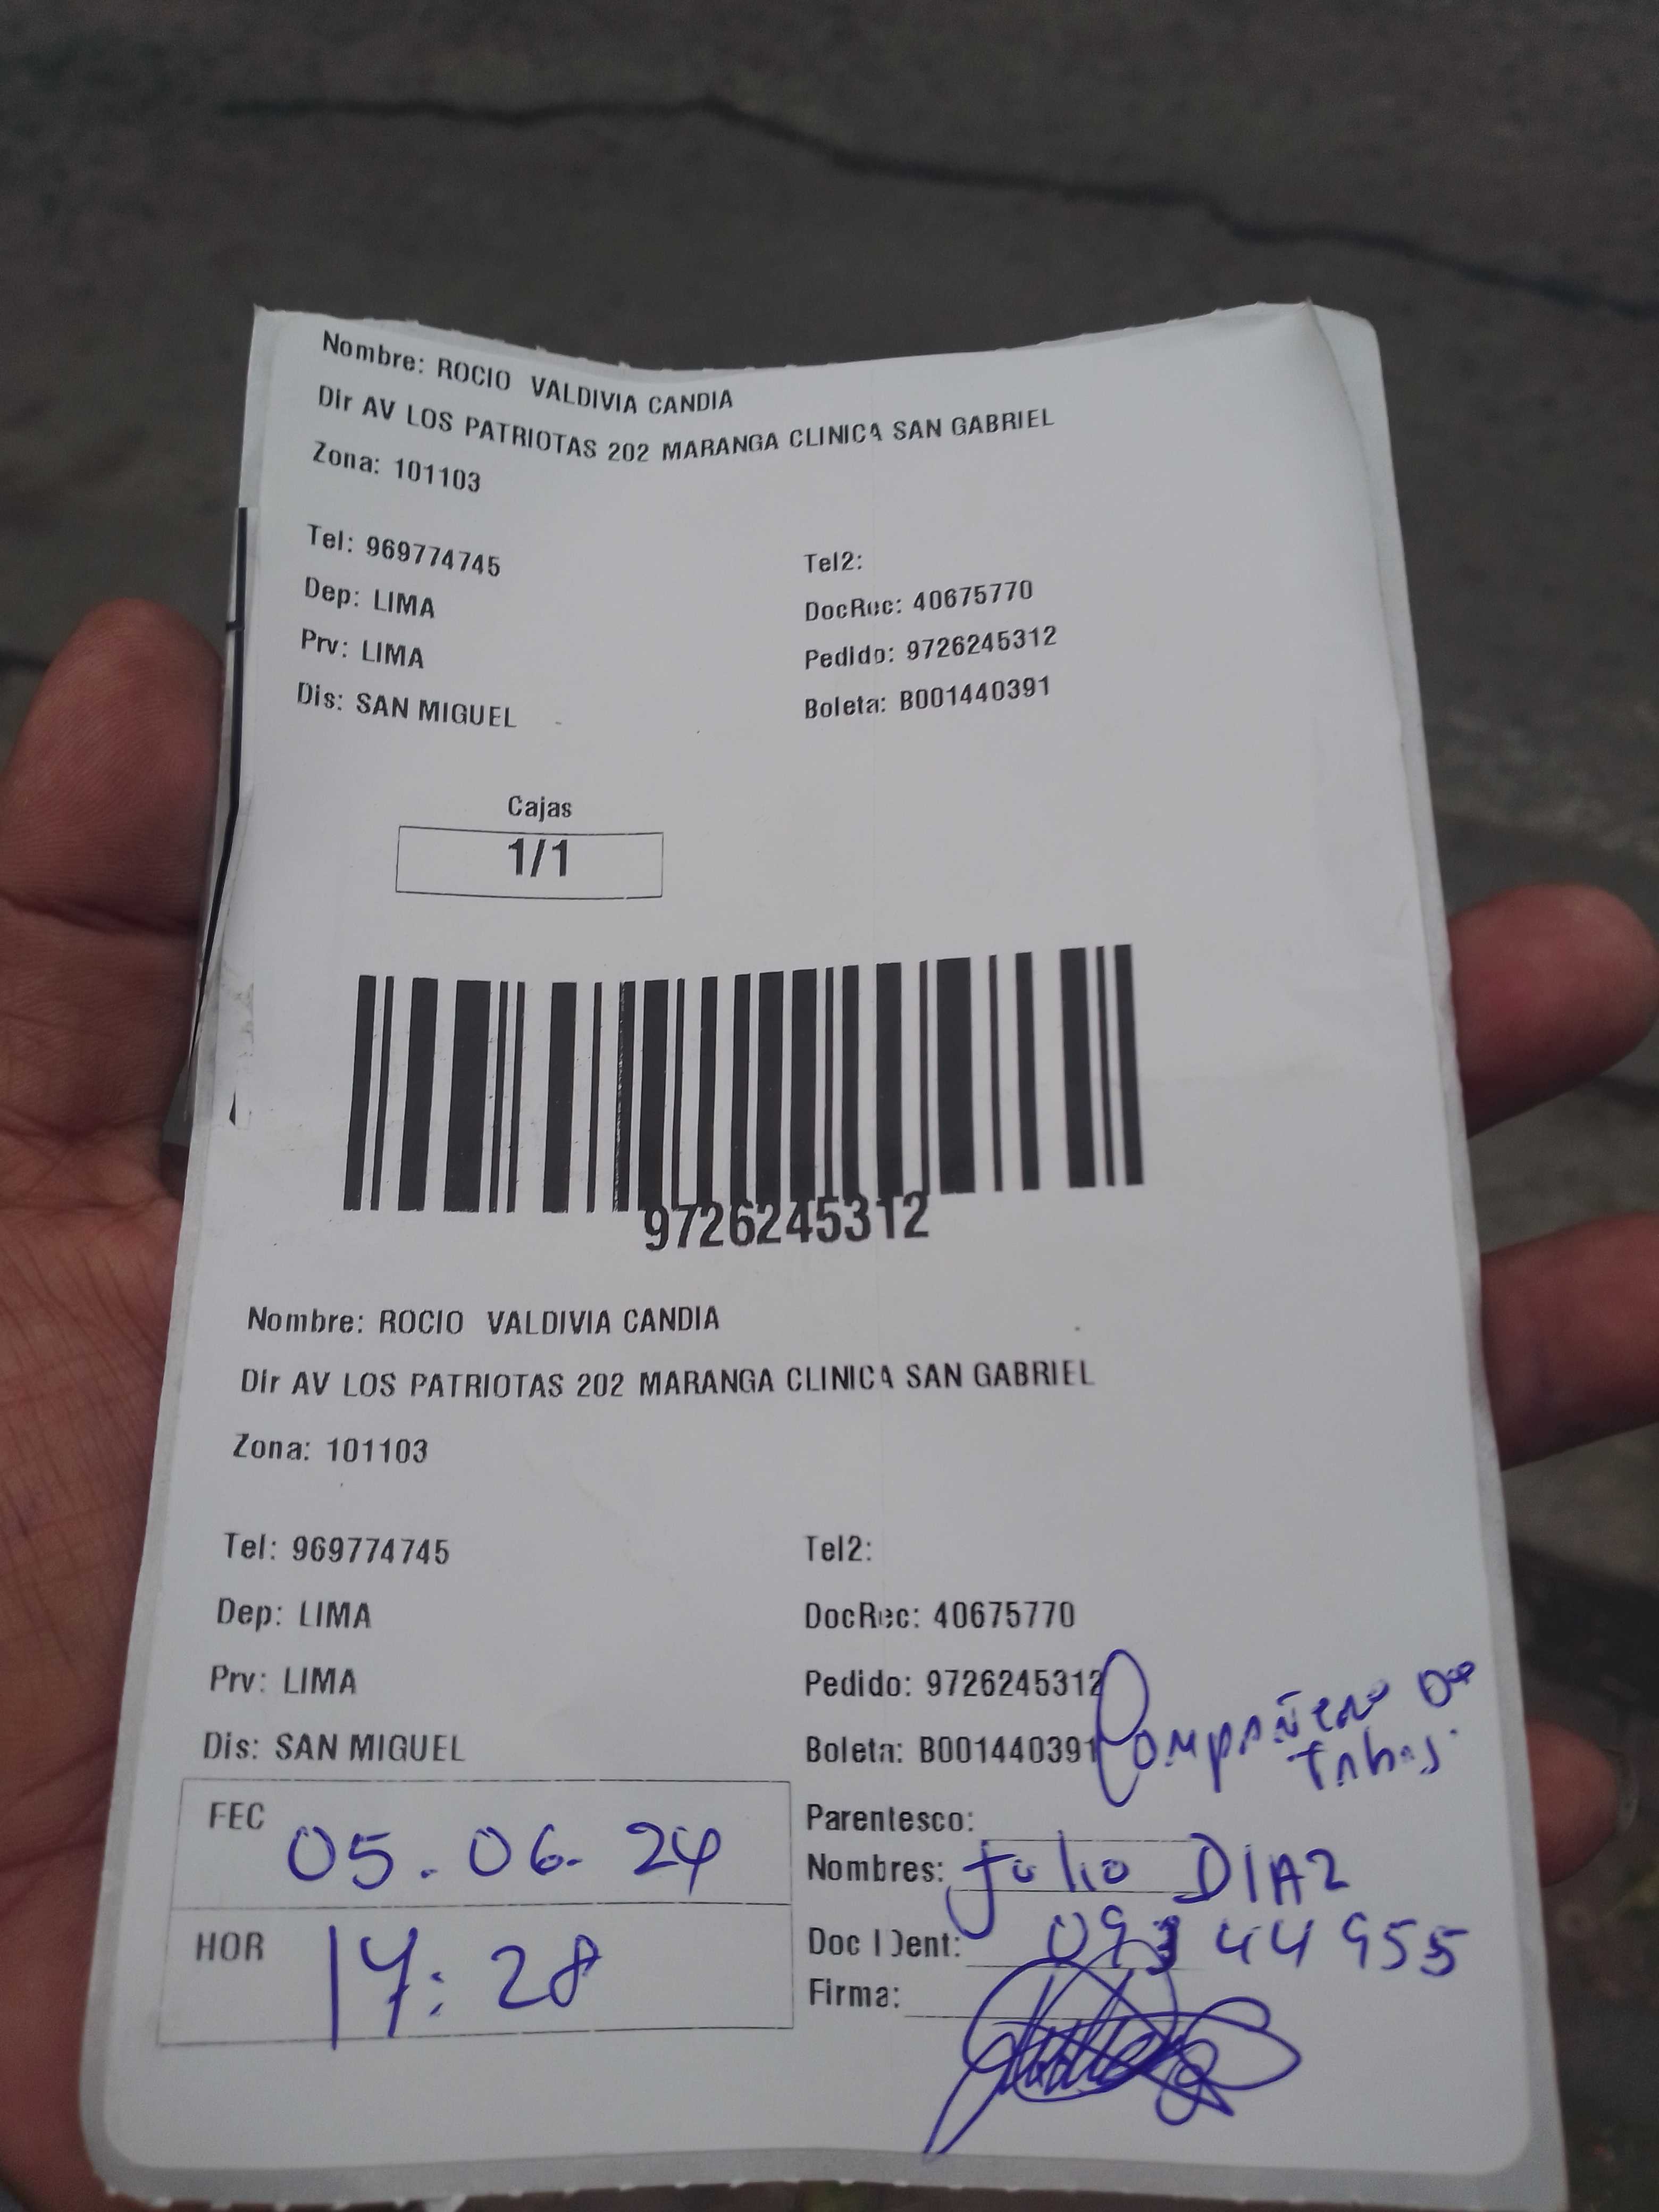 Nombre: ROCIO VALDIVIA CANDIA
Dir AV LOS PATRIOTAS 202 MARANGA CLINICA SAN GABRIEL
Zona: 101103
Tel: 969774745 Tel2:
Dep: LIMA DocRec: 40675770
Prv: LIMA Pedido: 9726245312
Dis: SAN MIGUEL Boleta: B001440391
Cajas
1/1
9726245312
Nombre: ROCIO VALDIVIA CANDIA
Dir AV LOS PATRIOTAS 202 MARANGA CLINICA SAN GABRIEL
Zona: 101103
Tel: 969774745 Tel2:
Dep: LIMA DocRec: 40675770
Prv: LIMA Pedido: 9726245312
Dis: SAN MIGUEL Boleta: B001440391
Compañero
Parentesco:
FEC 05.06.24
Nombres: Julio DIAZ
HOR 14:28
Doc Ident: 09344955
Firma: